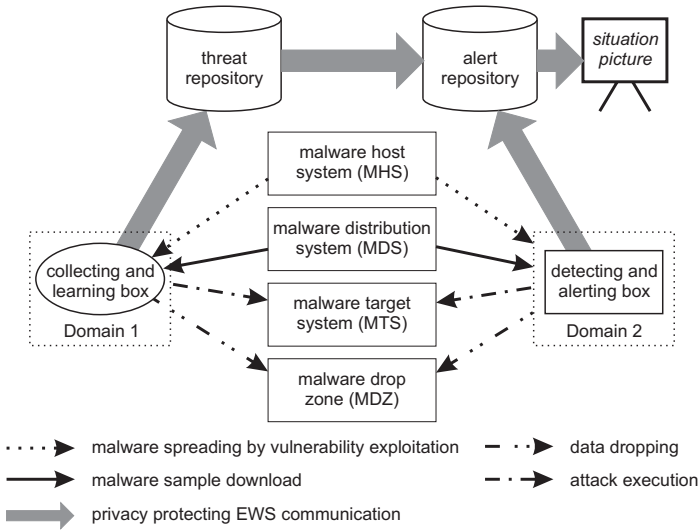 threat
repository
alert
repository
situation
picture
malware host
system (MHS)
malware distribution
system (MDS)
collecting and
learning box
Domain 1
malware target
system (MTS)
detecting and
alerting box
Domain 2
malware drop
zone (MDZ)
malware spreading by vulnerability exploitation
data dropping
malware sample download
attack execution
privacy protecting EWS communication